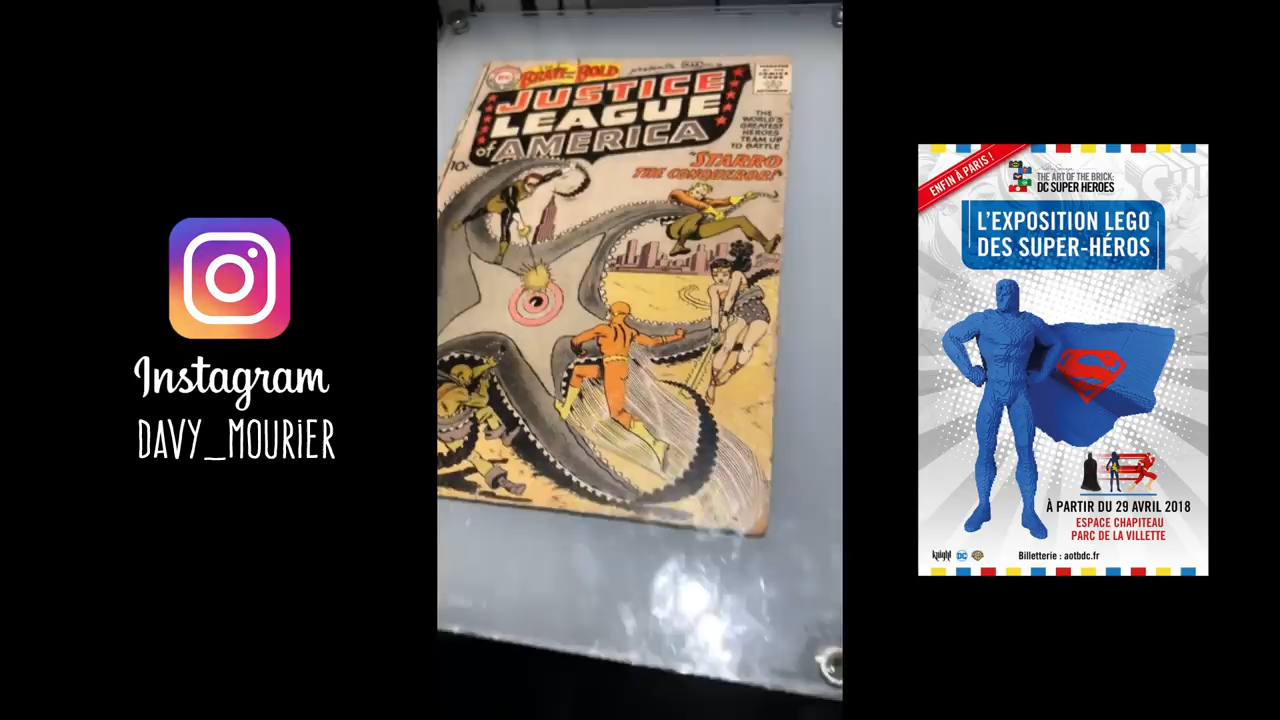 Instagram
DAVY_MOURIER
THE BRAVE AND THE BOLD presents
JUSTICE
LEAGUE
of AMERICA
10¢
THE
WORLD'S
GREATEST
HEROES
TEAM UP
TO BATTLE
"STARRO
THE CONQUEROR!"
ENFIN À PARIS !
THE ART OF THE BRICK:
DC SUPER HEROES
L'EXPOSITION LEGO
DES SUPER-HÉROS
À PARTIR DU 29 AVRIL 2018
ESPACE CHAPITEAU
PARC DE LA VILLETTE
Billetterie : aotbdc.fr